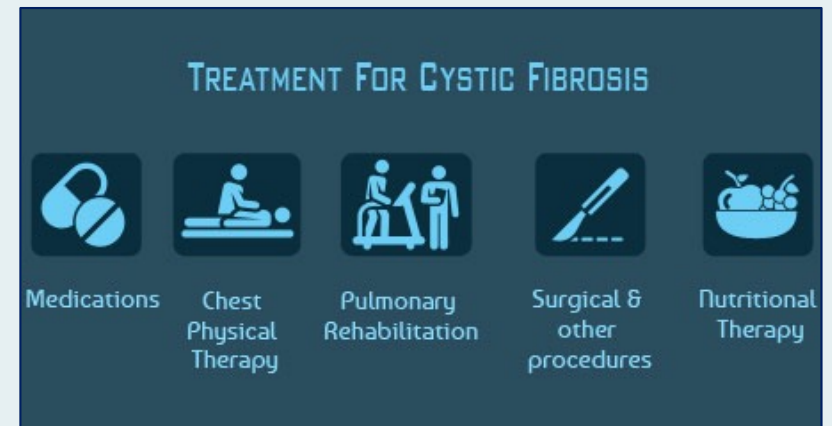 Treatment For Cystic Fibrosis
Medications
Chest
Physical
Therapy
Pulmonary
Rehabilitation
Surgical &
other
procedures
Nutritional
Therapy